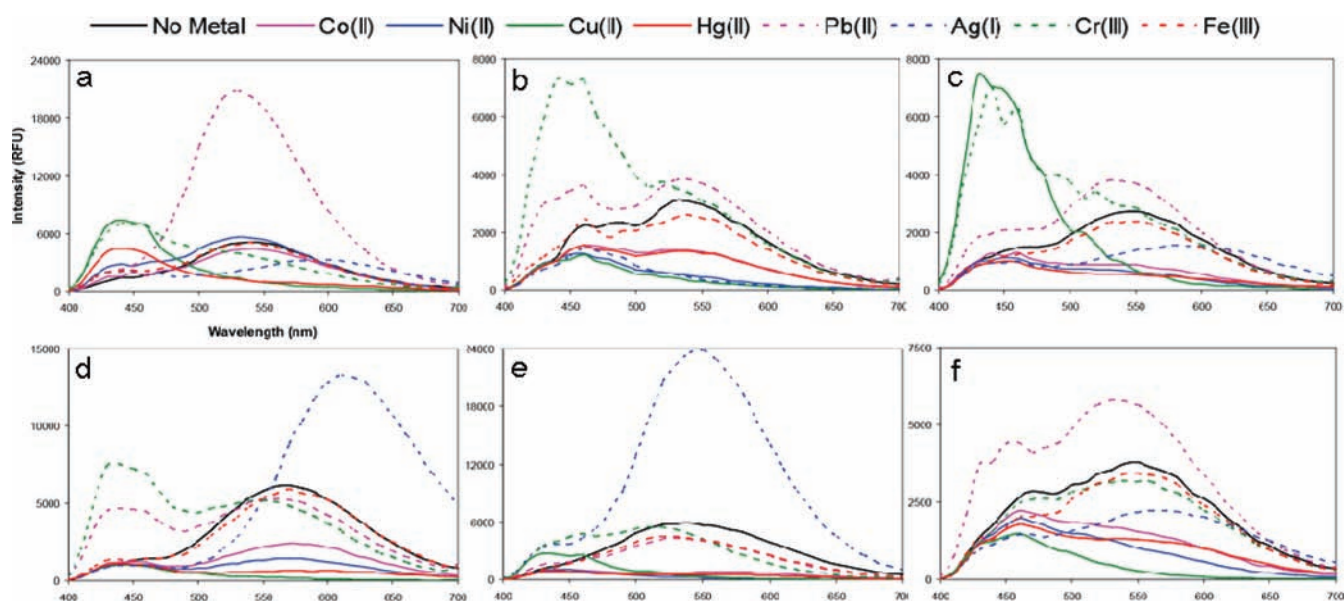 No Metal Co(II) Ni(II) Cu(II) Hg(II) Pb(II) Ag(I) Cr(III) Fe(III)
a
24000
18000
12000
6000
0
400 450 500 550 600 650 700
Intensity (RFU)
Wavelength (nm)
b
8000
6000
4000
2000
0
400 450 500 550 600 650 700
c
8000
6000
4000
2000
0
400 450 500 550 600 650 700
d
15000
10000
5000
0
400 450 500 550 600 650 700
e
24000
18000
12000
6000
0
400 450 500 550 600 650 700
f
7500
5000
2500
0
400 450 500 550 600 650 700